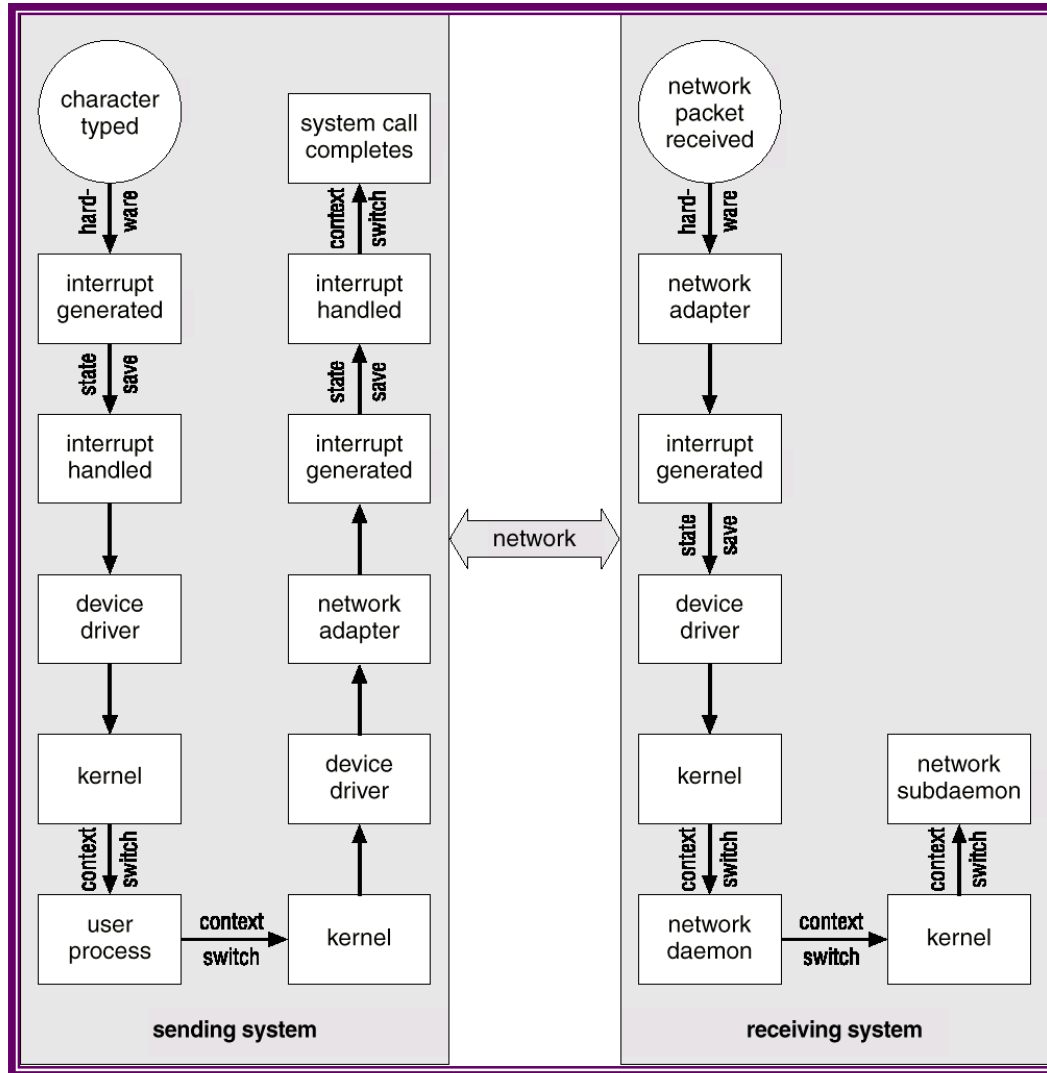 character
typed
hard-
ware
interrupt
generated
state
save
interrupt
handled
device
driver
kernel
context
switch
user
process
context
switch
kernel
device
driver
network
adapter
interrupt
generated
state
save
interrupt
handled
context
switch
system call
completes
sending system
network
network
packet
received
hard-
ware
network
adapter
interrupt
generated
state
save
device
driver
kernel
context
switch
network
daemon
context
switch
kernel
context
switch
network
subdaemon
receiving system